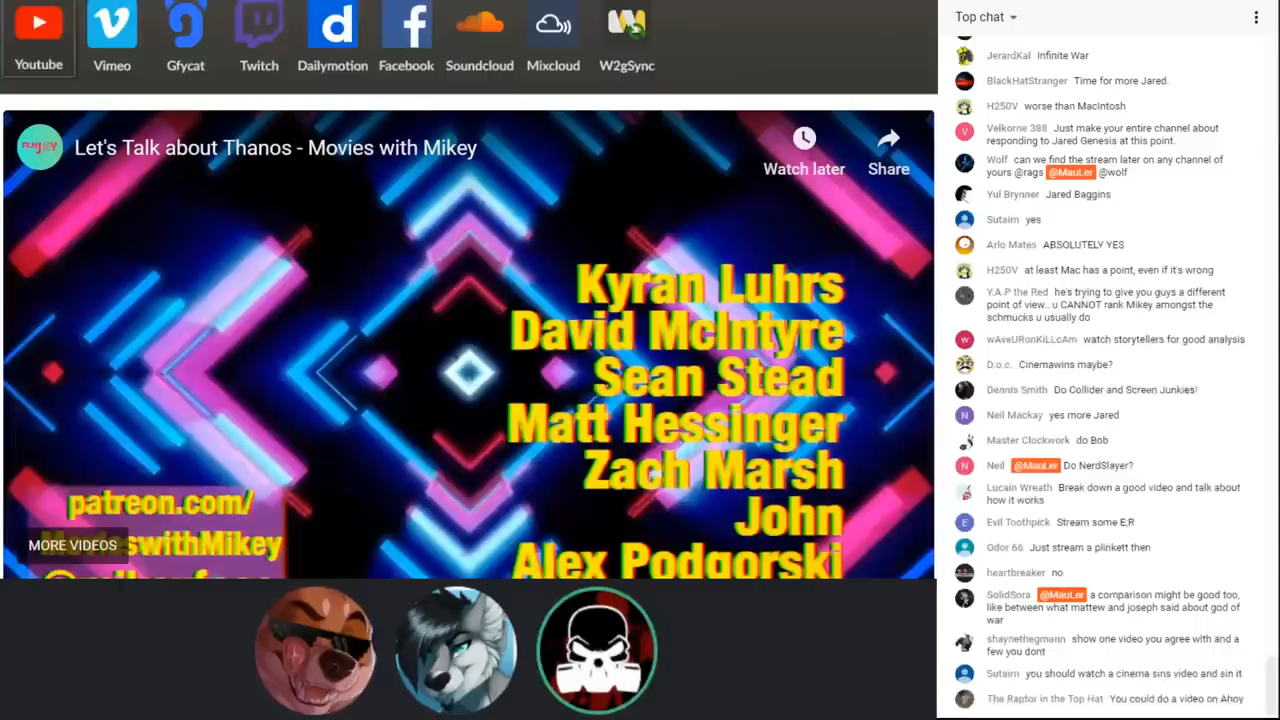 Youtube
Vimeo
Gfycat
Twitch
Dailymotion
Facebook
Soundcloud
Mixcloud
W2gSync
Let's Talk about Thanos - Movies with Mikey
Watch later
Share
Kyran Luhrs
David McIntyre
Sean Stead
Matt Hessinger
Zach Marsh
John
Alex Podgorski
patreon.com/
swithMikey
MORE VIDEOS
Top chat
JerardKal Infinite War
BlackHatStranger Time for more Jared.
H250V worse than MacIntosh
Velkorne 388 Just make your entire channel about
responding to Jared Genesis at this point.
Wolf can we find the stream later on any channel of
yours @rags @MauLer @wolf
Yul Brynner Jared Baggins
Sutairn yes
Arlo Mates ABSOLUTELY YES
H250V at least Mac has a point, even if it's wrong
Y.A.P the Red he's trying to give you guys a different
point of view.. u CANNOT rank Mikey amongst the
schmucks u usually do
wAveURonKiLLcAm watch storytellers for good analysis
D.o.c. Cinemawins maybe?
Dennis Smith Do Collider and Screen Junkies!
Neil Mackay yes more Jared
Master Clockwork do Bob
Neil @MauLer Do NerdSlayer?
Lucain Wreath Break down a good video and talk about
how it works
Evil Toothpick Stream some E;R
Odor 66 Just stream a plinkett then
heartbreaker no
SolidSora @MauLer a comparison might be good too,
like between what mattew and joseph said about god of
war
shaynethegmann show one video you agree with and a
few you dont
Sutairn you should watch a cinema sins video and sin it
The Raptor in the Top Hat You could do a video on Ahoy